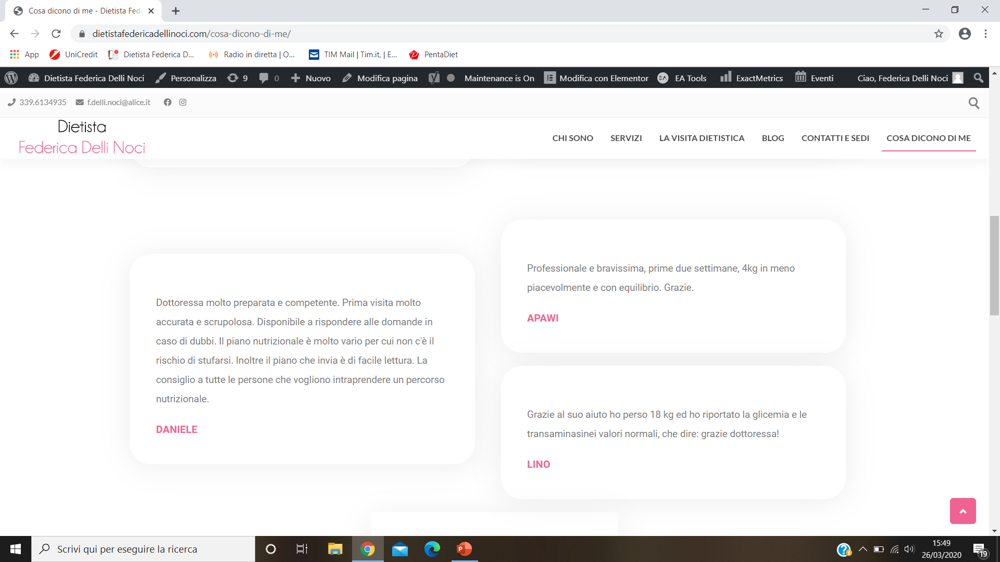 Cosa dicono di me - Dietista Fed
dietistafedericadellinoci.com/cosa-dicono-di-me/
App UniCredit Dietista Federica D... Radio in diretta | O... TIM Mail | Tim.it, | E... PentaDiet
Dietista Federica Delli Noci Personalizza 9 0 Nuovo Modifica pagina Maintenance is On Modifica con Elementor EA EA Tools ExactMetrics Eventi Ciao, Federica Delli Noci
339.6134935 f.delli.noci@alice.it
Dietista
Federica Delli Noci
CHI SONO SERVIZI LA VISITA DIETISTICA BLOG CONTATTI E SEDI COSA DICONO DI ME
Dottoressa molto preparata e competente. Prima visita molto
accurata e scrupolosa. Disponibile a rispondere alle domande in
caso di dubbi. Il piano nutrizionale è molto vario per cui non c'è il
rischio di stufarsi. Inoltre il piano che invia è di facile lettura. La
consiglio a tutte le persone che vogliono intraprendere un percorso
nutrizionale.
DANIELE
Professionale e bravissima, prime due settimane, 4kg in meno
piacevolmente e con equilibrio. Grazie.
APAWI
Grazie al suo aiuto ho perso 18 kg ed ho riportato la glicemia e le
transaminasinei valori normali, che dire: grazie dottoressa!
LINO
Scrivi qui per eseguire la ricerca
15:49
26/03/2020
19